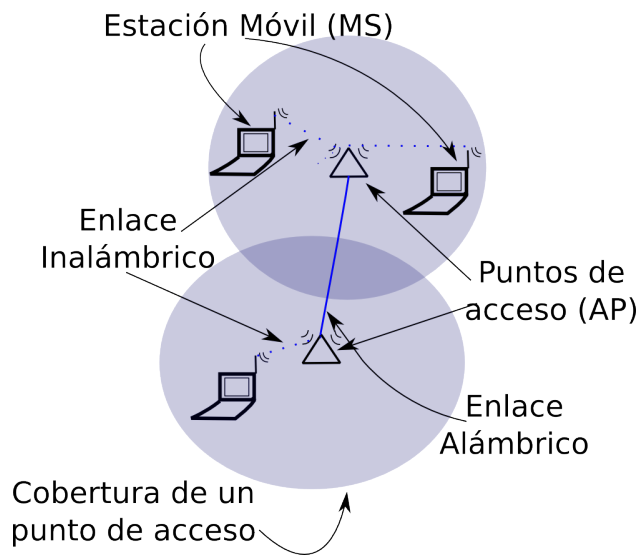 Estación Móvil (MS)
Enlace
Inalámbrico
Puntos de
acceso (AP)
Enlace
Alámbrico
Cobertura de un
punto de acceso